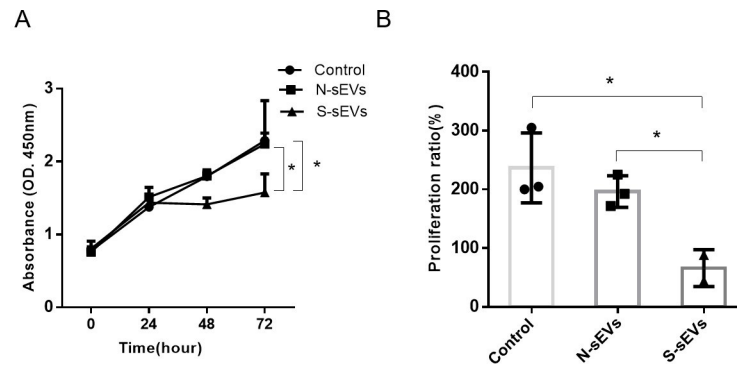 A
Absorbance (OD. 450nm)
3
2
1
0
0 24 48 72
Time(hour)
Control
N-sEVs
S-sEVs
* *
B
Proliferation ratio(%)
400
300
200
100
0
*
*
Control N-sEVs S-sEVs